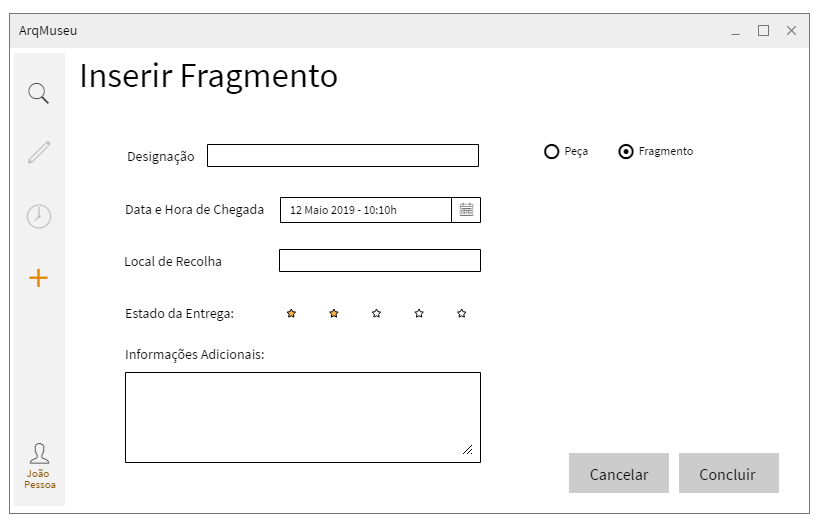 ArqMuseu
Inserir Fragmento
Designação
Peça
Fragmento
Data e Hora de Chegada
12 Maio 2019 - 10:10h
Local de Recolha
Estado da Entrega:
Informações Adicionais:
João
Pessoa
Cancelar
Concluir